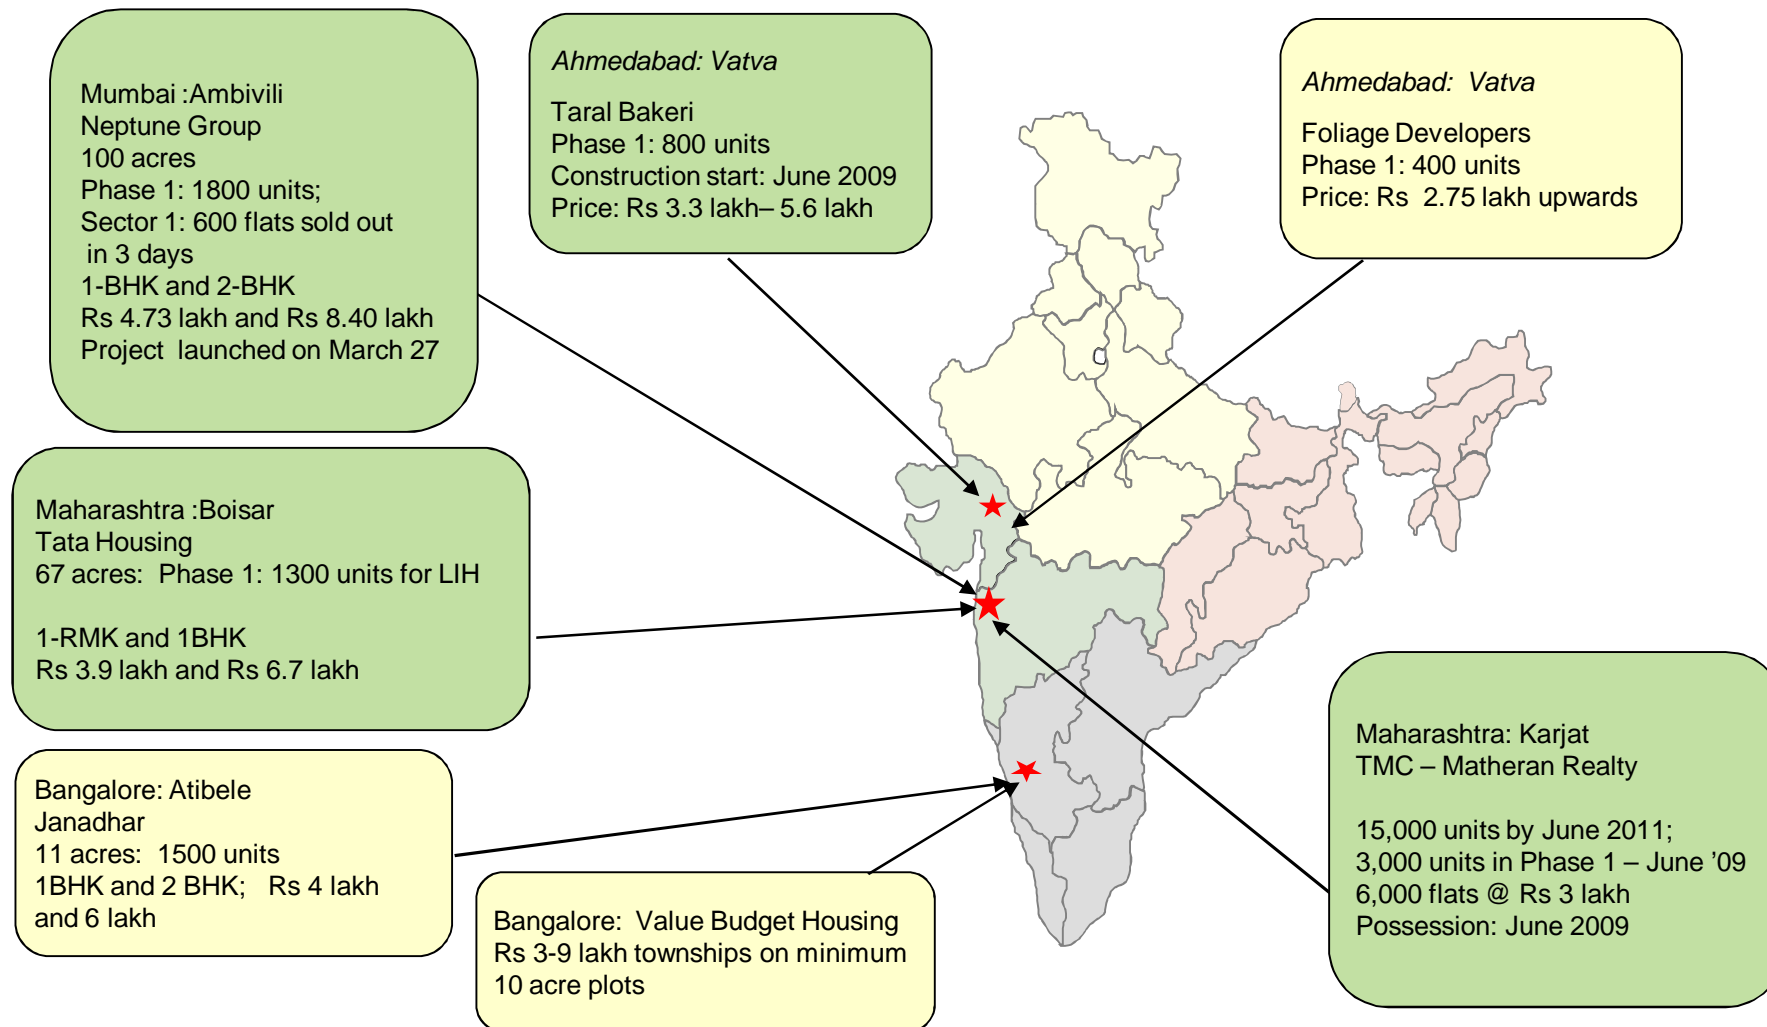 Mumbai :Ambivili
Neptune Group
100 acres
Phase 1: 1800 units;
Sector 1: 600 flats sold out
in 3 days
1-BHK and 2-BHK
Rs 4.73 lakh and Rs 8.40 lakh
Project launched on March 27
Ahmedabad: Vatva
Taral Bakeri
Phase 1: 800 units
Construction start: June 2009
Price: Rs 3.3 lakh– 5.6 lakh
Ahmedabad: Vatva
Foliage Developers
Phase 1: 400 units
Price: Rs 2.75 lakh upwards
Maharashtra :Boisar
Tata Housing
67 acres: Phase 1: 1300 units for LIH
1-RMK and 1BHK
Rs 3.9 lakh and Rs 6.7 lakh
Bangalore: Atibele
Janadhar
11 acres: 1500 units
1BHK and 2 BHK; Rs 4 lakh
and 6 lakh
Bangalore: Value Budget Housing
Rs 3-9 lakh townships on minimum
10 acre plots
Maharashtra: Karjat
TMC – Matheran Realty
15,000 units by June 2011;
3,000 units in Phase 1 – June ’09
6,000 flats @ Rs 3 lakh
Possession: June 2009